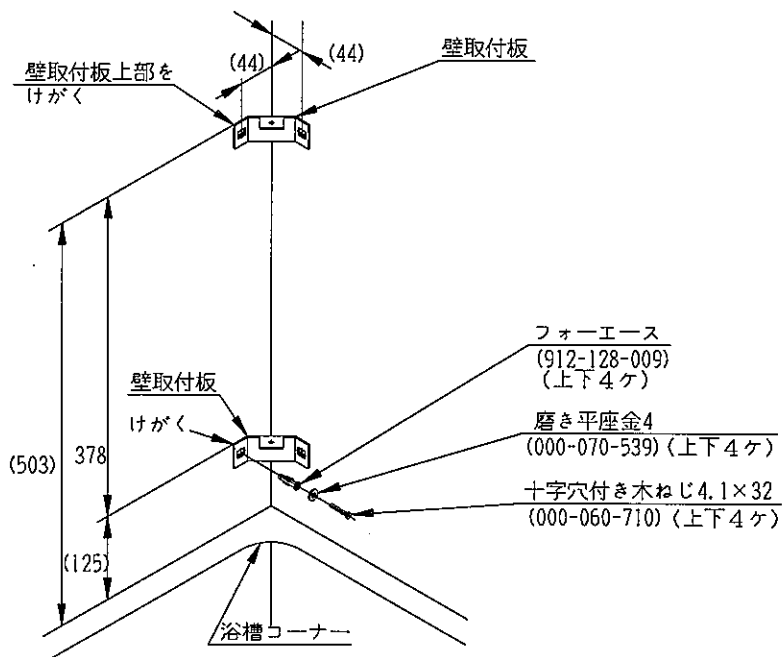 (44)
(44)
壁取付板上部を
けがく
壁取付板
フォーエース
(912-128-009)
(上下4ケ)
壁取付板
けがく
磨き平座金4
(000-070-539) (上下4ケ)
(503)
378
十字穴付き木ねじ4.1×32
(000-060-710) (上下4ケ)
(125)
浴槽コーナー